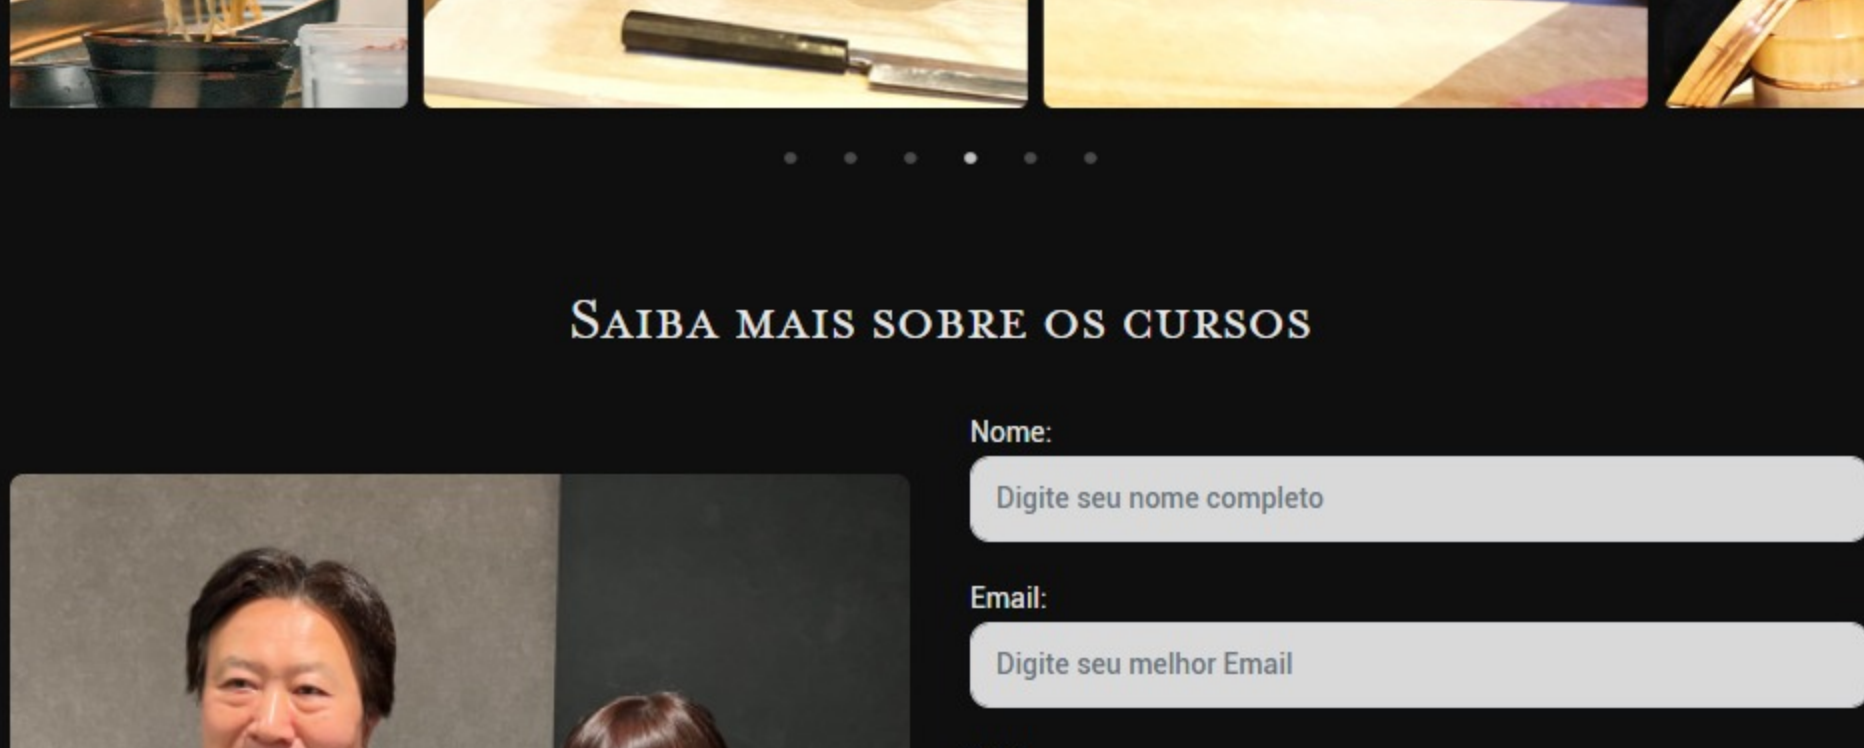 Saiba mais sobre os cursos
Nome:
Digite seu nome completo
Email:
Digite seu melhor Email